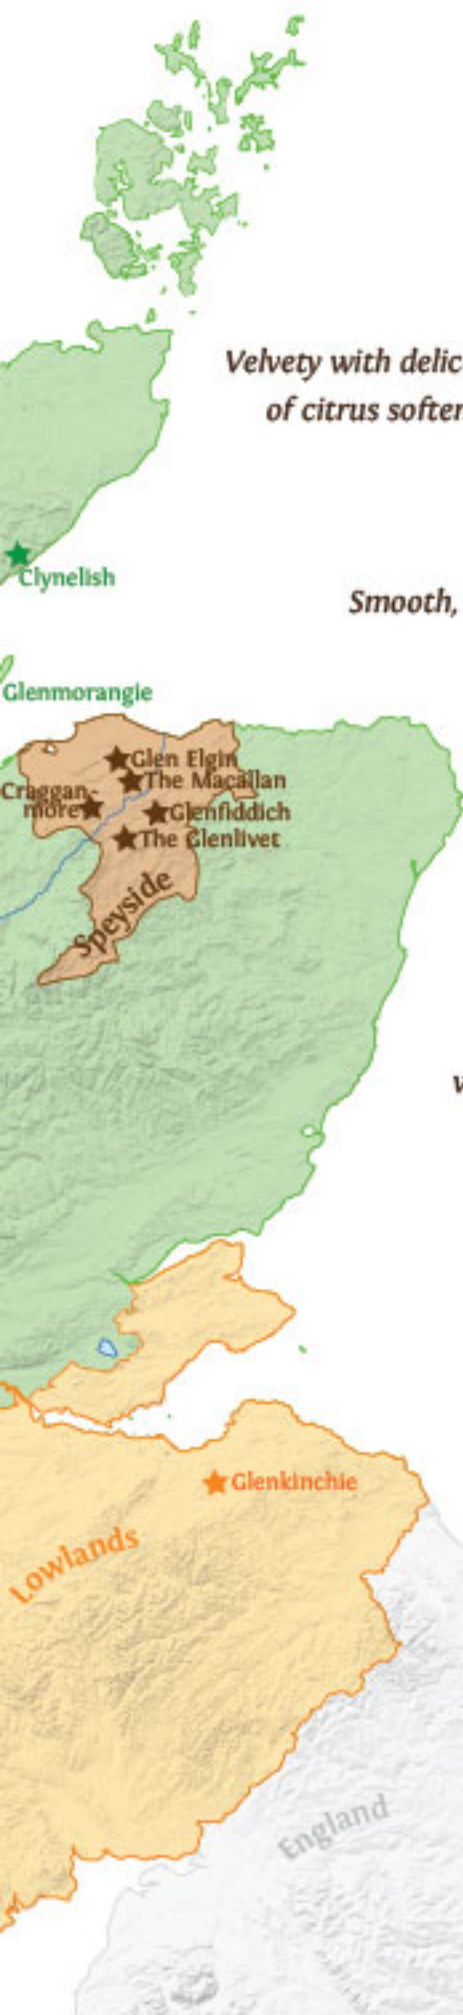 Velvety with delic
of citrus softer
Clynelish
Smooth,
Glenmorangie
Glen Elgin
The Macallan
Craggan-
more
Glenfiddich
The Glenlivet
Speyside
v
Glenkinchie
Lowlands
England